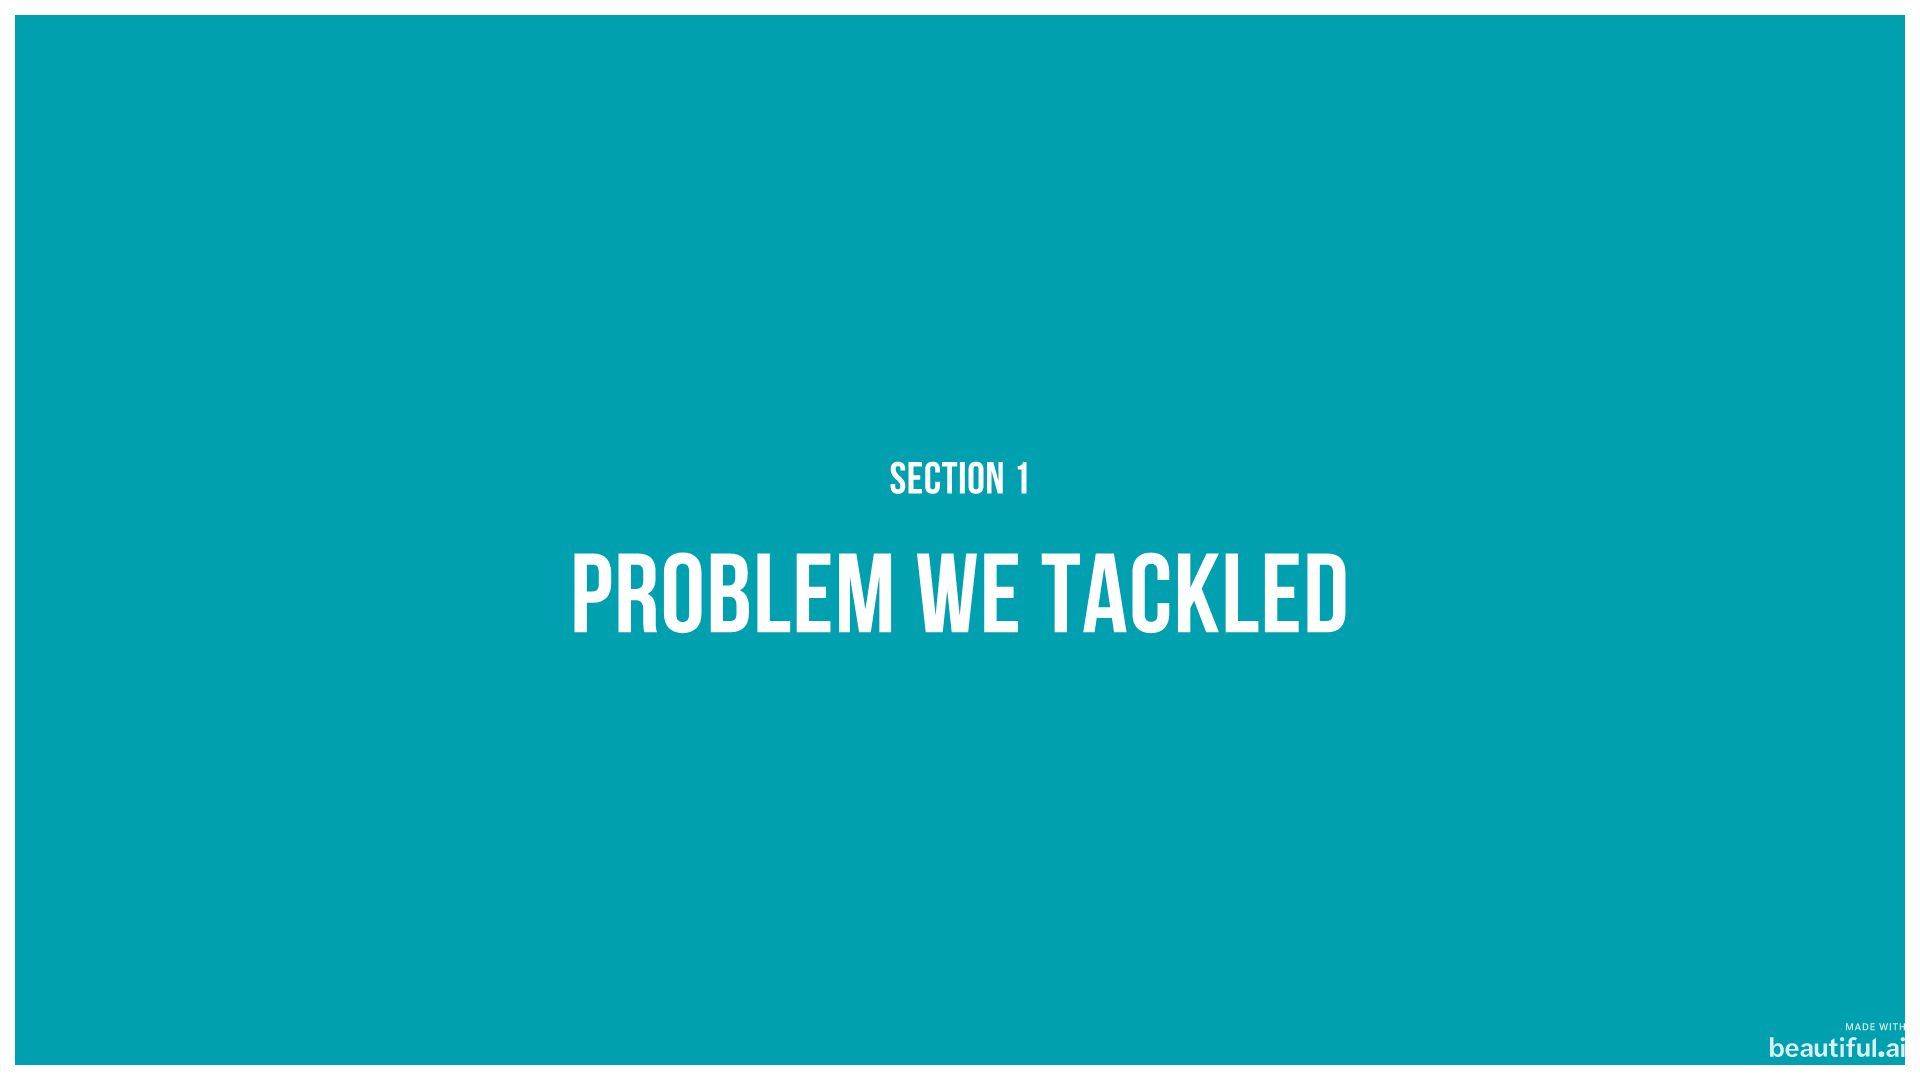 SECTION 1
PROBLEM WE TACKLED
MADE WITH
beautiful.ai